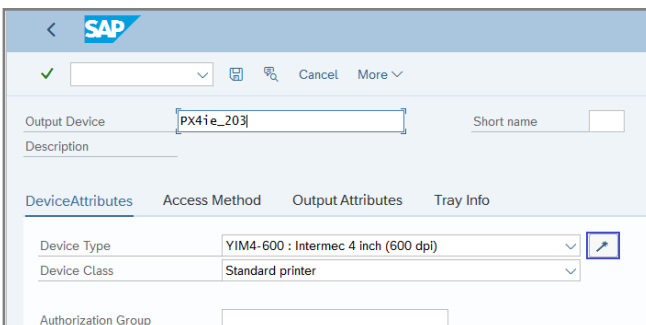 SAP
Cancel More
Output Device PX4ie_203 Short name
Description
DeviceAttributes Access Method Output Attributes Tray Info
Device Type YIM4-600 : Intermec 4 inch (600 dpi)
Device Class Standard printer
Authorization Group